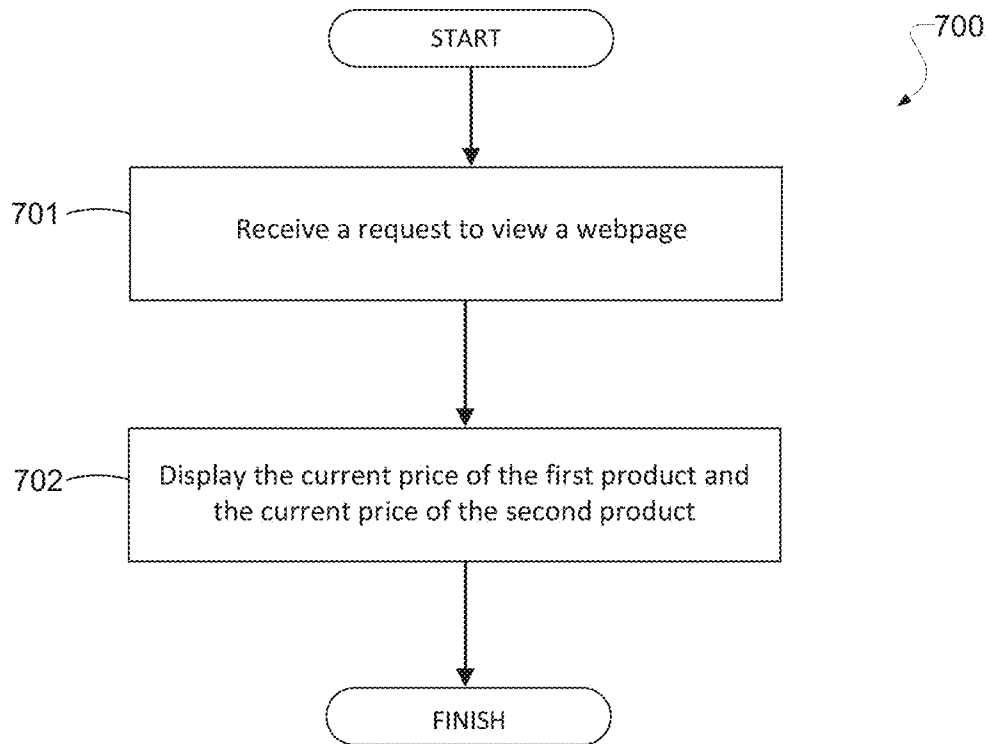 START
700
701
Receive a request to view a webpage
702
Display the current price of the first product and
the current price of the second product
FINISH